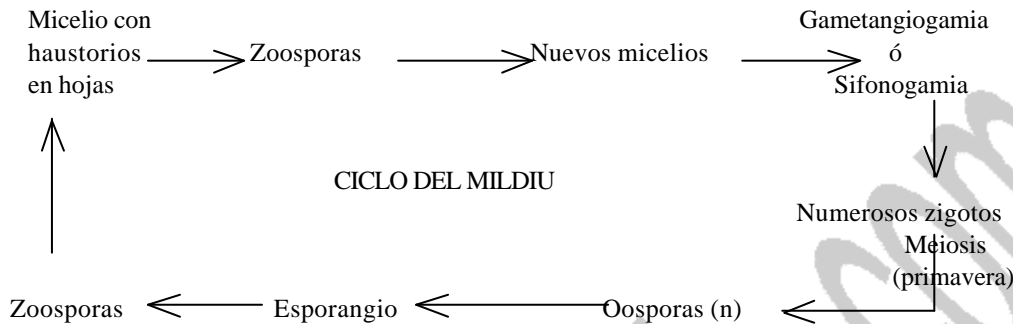 Micelio con
haustorios
en hojas
Zoosporas
Nuevos micelios
Gametangiogamia
ó
Sifonogamia
CICLO DEL MILDIU
Numerosos zigotos
Meiosis
(primavera)
Zoosporas
Esporangio
Oosporas (n)